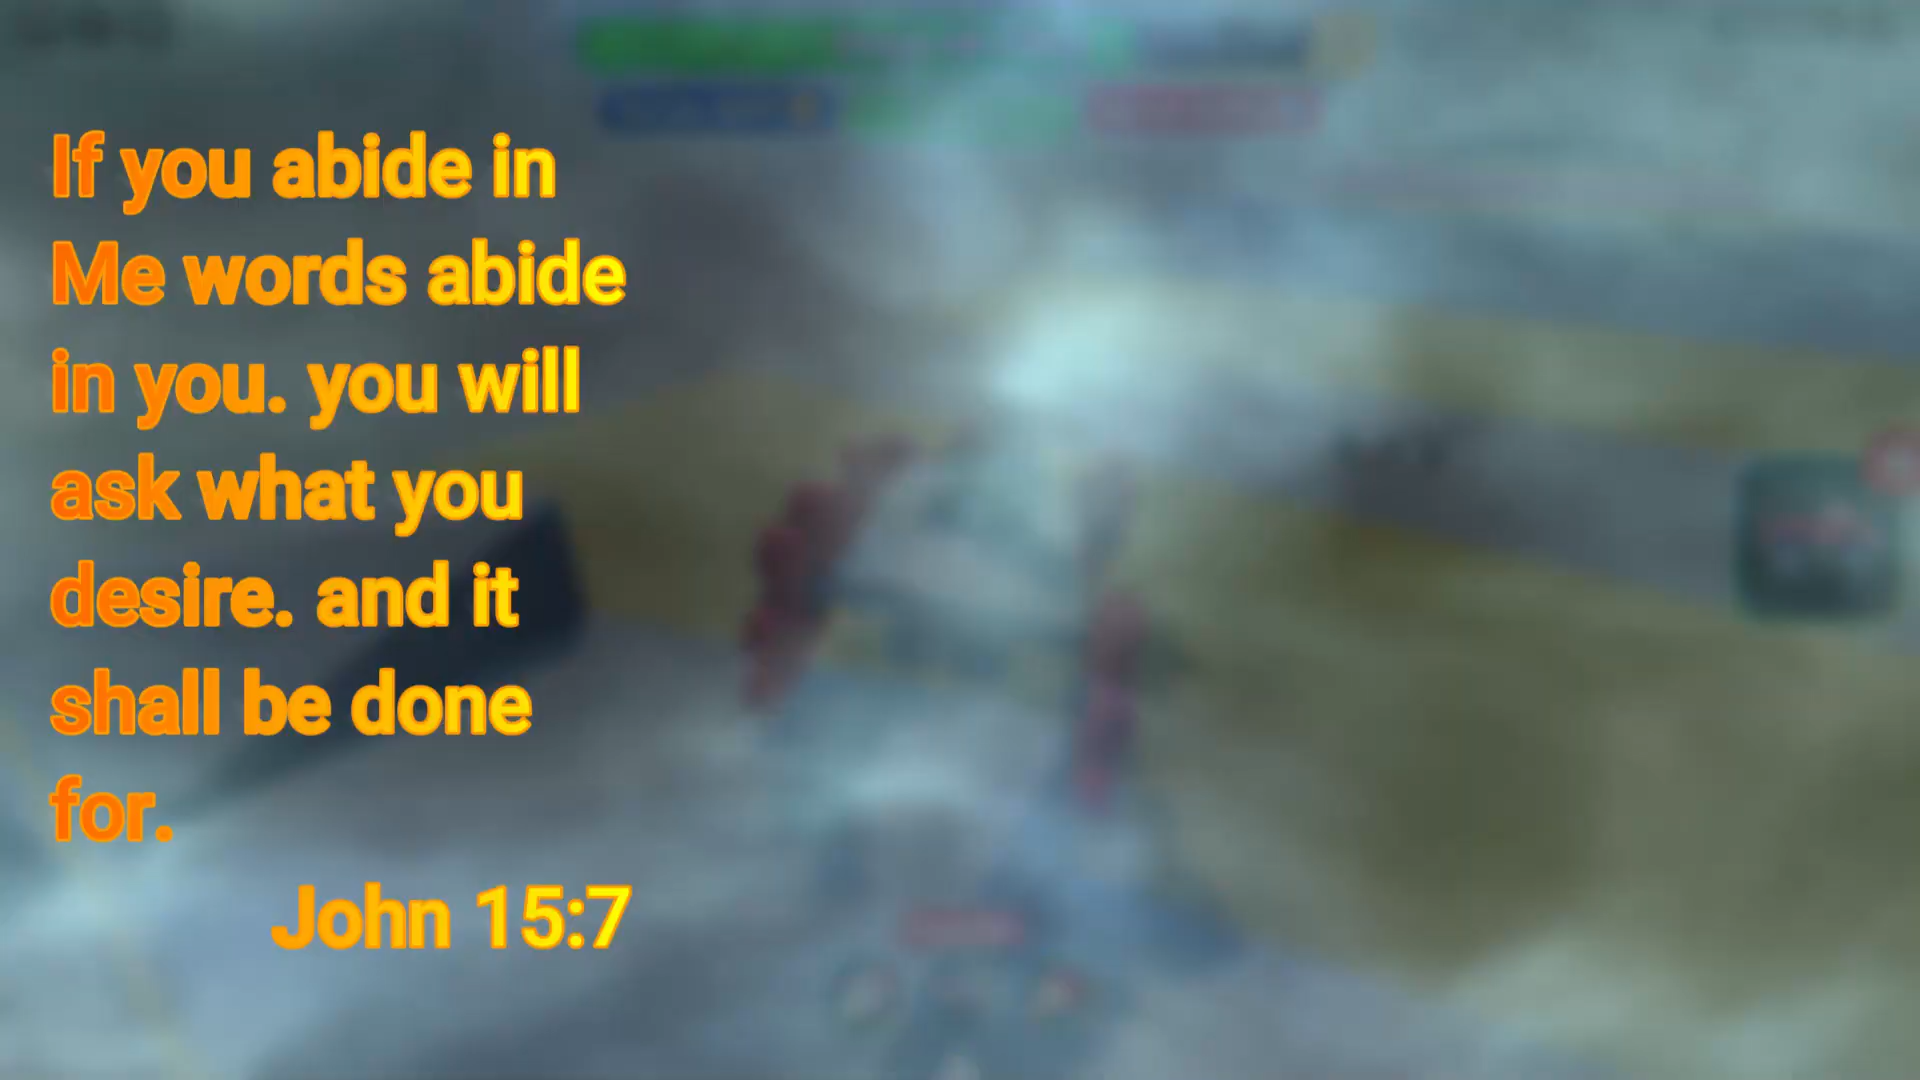 If you abide in
Me words abide
in you. you will
ask what you
desire. and it
shall be done
for.
John 15:7